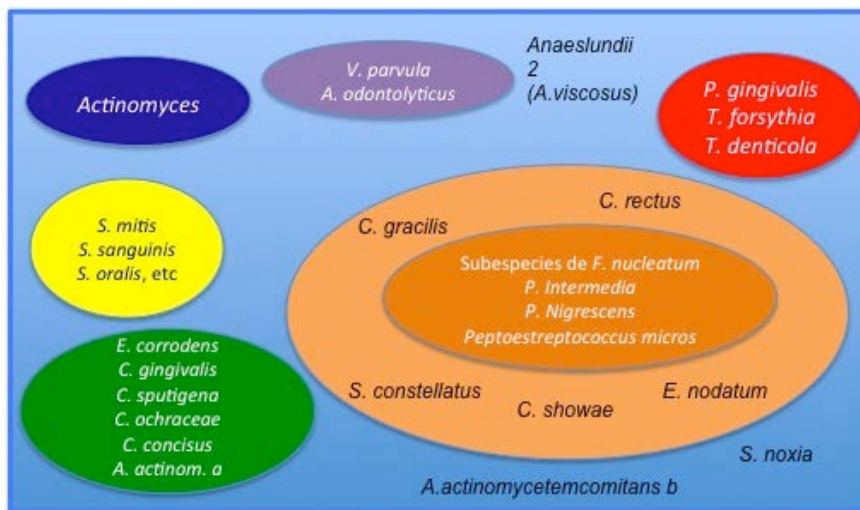 Actinomyces
V. parvula
A. odontolyticus
Anaeslundii
2
(A.viscosus)
P. gingivalis
T. forsythia
T. denticola
S. mitis
S. sanguinis
S. oralis, etc
C. gracilis
C. rectus
Subespecies de F. nucleatum
P. Intermedia
P. Nigrescens
Peptoestreptococcus micros
S. constellatus
C. showae
E. nodatum
E. corrodens
C. gingivalis
C. sputigena
C. ochraceae
C. concisus
A. actinom. a
S. noxia
A.actinomycetemcomitans b